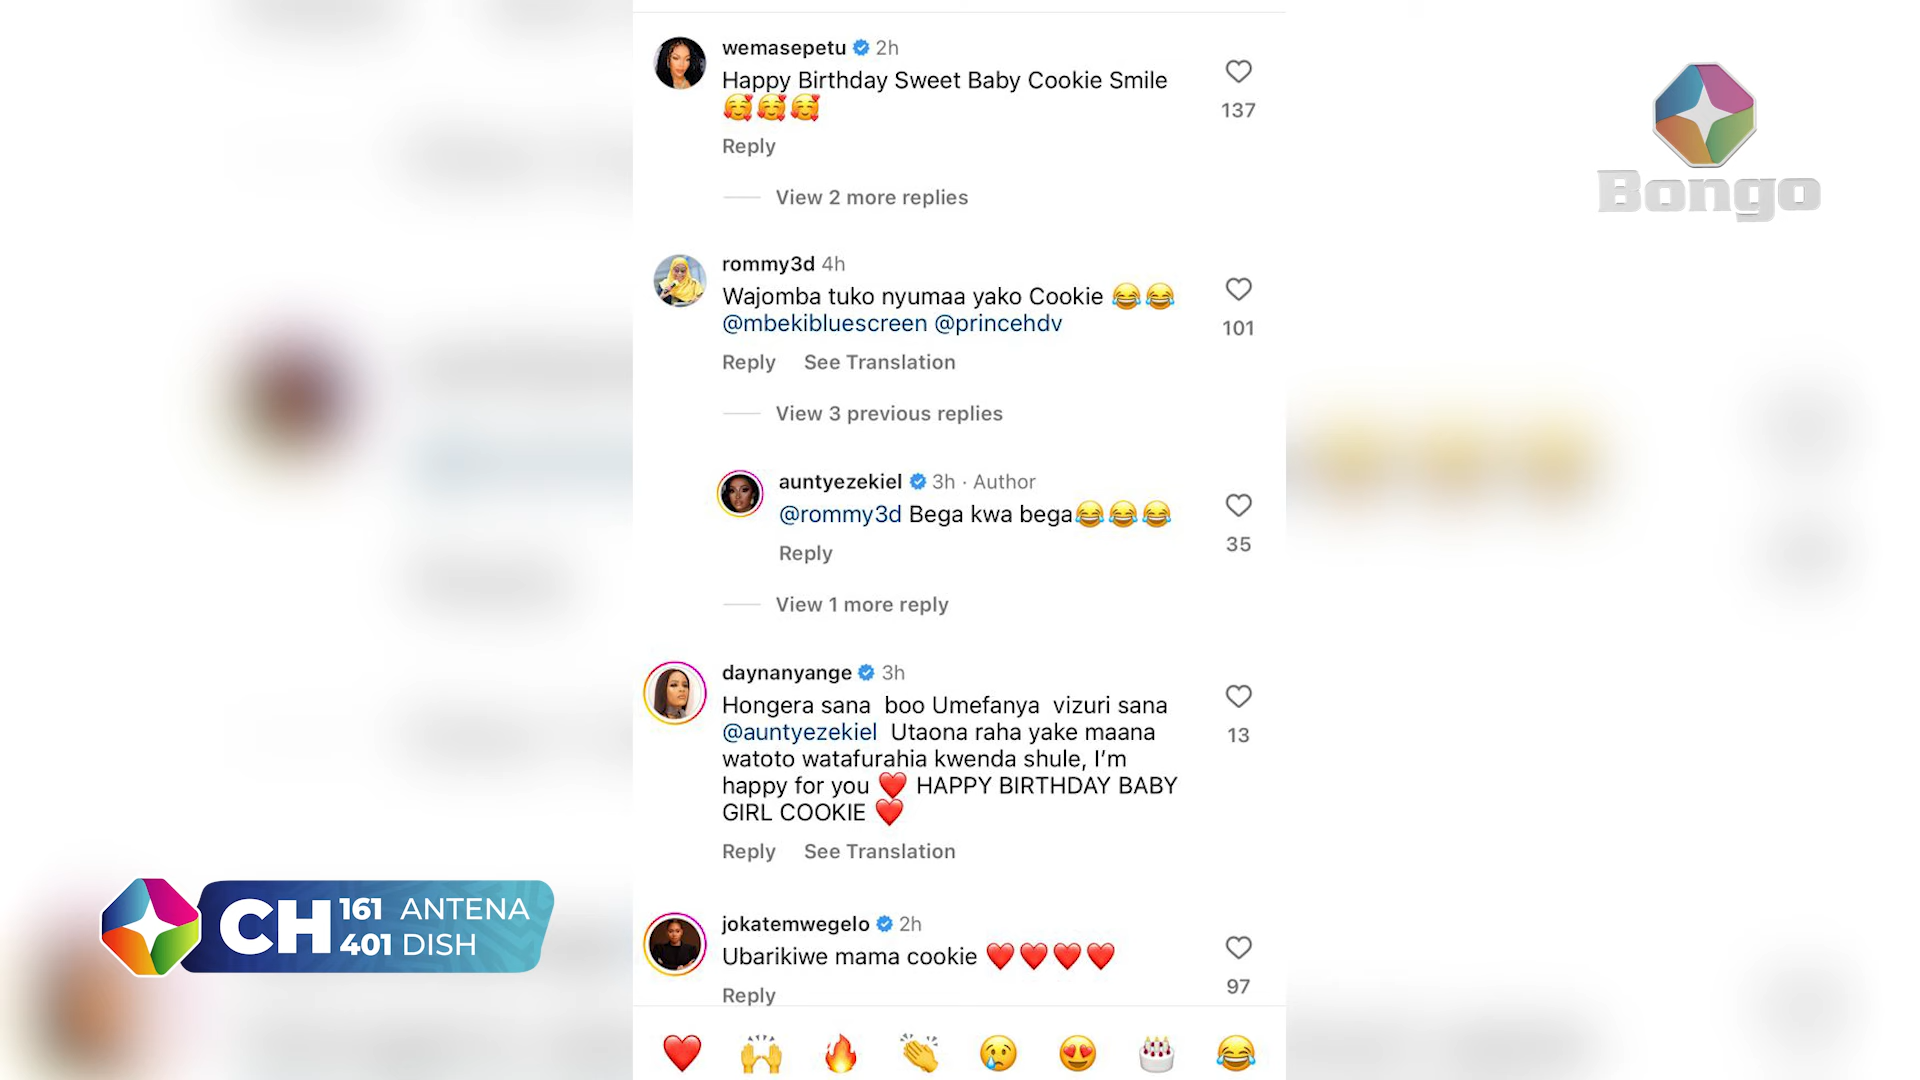 wemasepetu 2h
Happy Birthday Sweet Baby Cookie Smile
🥰🥰🥰
137
Reply
View 2 more replies
rommy3d 4h
Wajomba tuko nyumaa yako Cookie 😂😂
@mbekibluescreen @princehdv
101
Reply See Translation
View 3 previous replies
auntyezekiel 3h · Author
@rommy3d Bega kwa bega😂😂😂
35
Reply
View 1 more reply
daynanyange 3h
Hongera sana boo Umefanya vizuri sana
@auntyezekiel Utaona raha yake maana
watoto watafurahia kwenda shule, I’m
happy for you ❤️ HAPPY BIRTHDAY BABY
GIRL COOKIE ❤️
13
Reply See Translation
jokatemwegelo 2h
Ubarikiwe mama cookie ❤️❤️❤️❤️
97
Reply
Bongo
CH 161 ANTENA
401 DISH